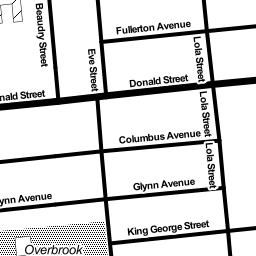 Beaudry Street
Eve Street
Fullerton Avenue
Lola Street
Donald Street
nald Street
Lola Street
Columbus Avenue
Lola Street
Glynn Avenue
ynn Avenue
King George Street
Overbrook